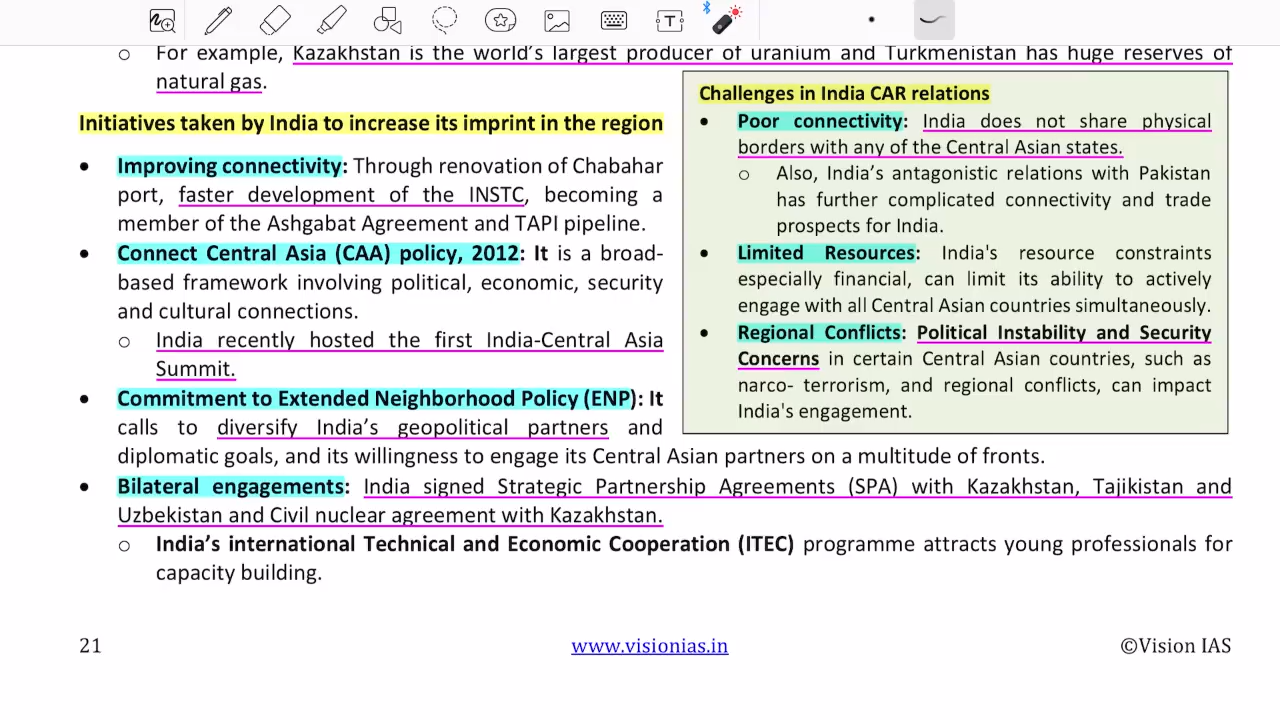 o For example, Kazakhstan is the world's largest producer of uranium and Turkmenistan has huge reserves of
natural gas.
Initiatives taken by India to increase its imprint in the region
• Improving connectivity: Through renovation of Chabahar
port, faster development of the INSTC, becoming a
member of the Ashgabat Agreement and TAPI pipeline.
• Connect Central Asia (CAA) policy, 2012: It is a broad-
based framework involving political, economic, security
and cultural connections.
o India recently hosted the first India-Central Asia
Summit.
• Commitment to Extended Neighborhood Policy (ENP): It
calls to diversify India's geopolitical partners and
diplomatic goals, and its willingness to engage its Central Asian partners on a multitude of fronts.
• Bilateral engagements: India signed Strategic Partnership Agreements (SPA) with Kazakhstan, Tajikistan and
Uzbekistan and Civil nuclear agreement with Kazakhstan.
o India's international Technical and Economic Cooperation (ITEC) programme attracts young professionals for
capacity building.
Challenges in India CAR relations
• Poor connectivity: India does not share physical
borders with any of the Central Asian states.
o Also, India's antagonistic relations with Pakistan
has further complicated connectivity and trade
prospects for India.
• Limited Resources: India's resource constraints
especially financial, can limit its ability to actively
engage with all Central Asian countries simultaneously.
• Regional Conflicts: Political Instability and Security
Concerns in certain Central Asian countries, such as
narco- terrorism, and regional conflicts, can impact
India's engagement.
21 www.visionias.in ©Vision IAS